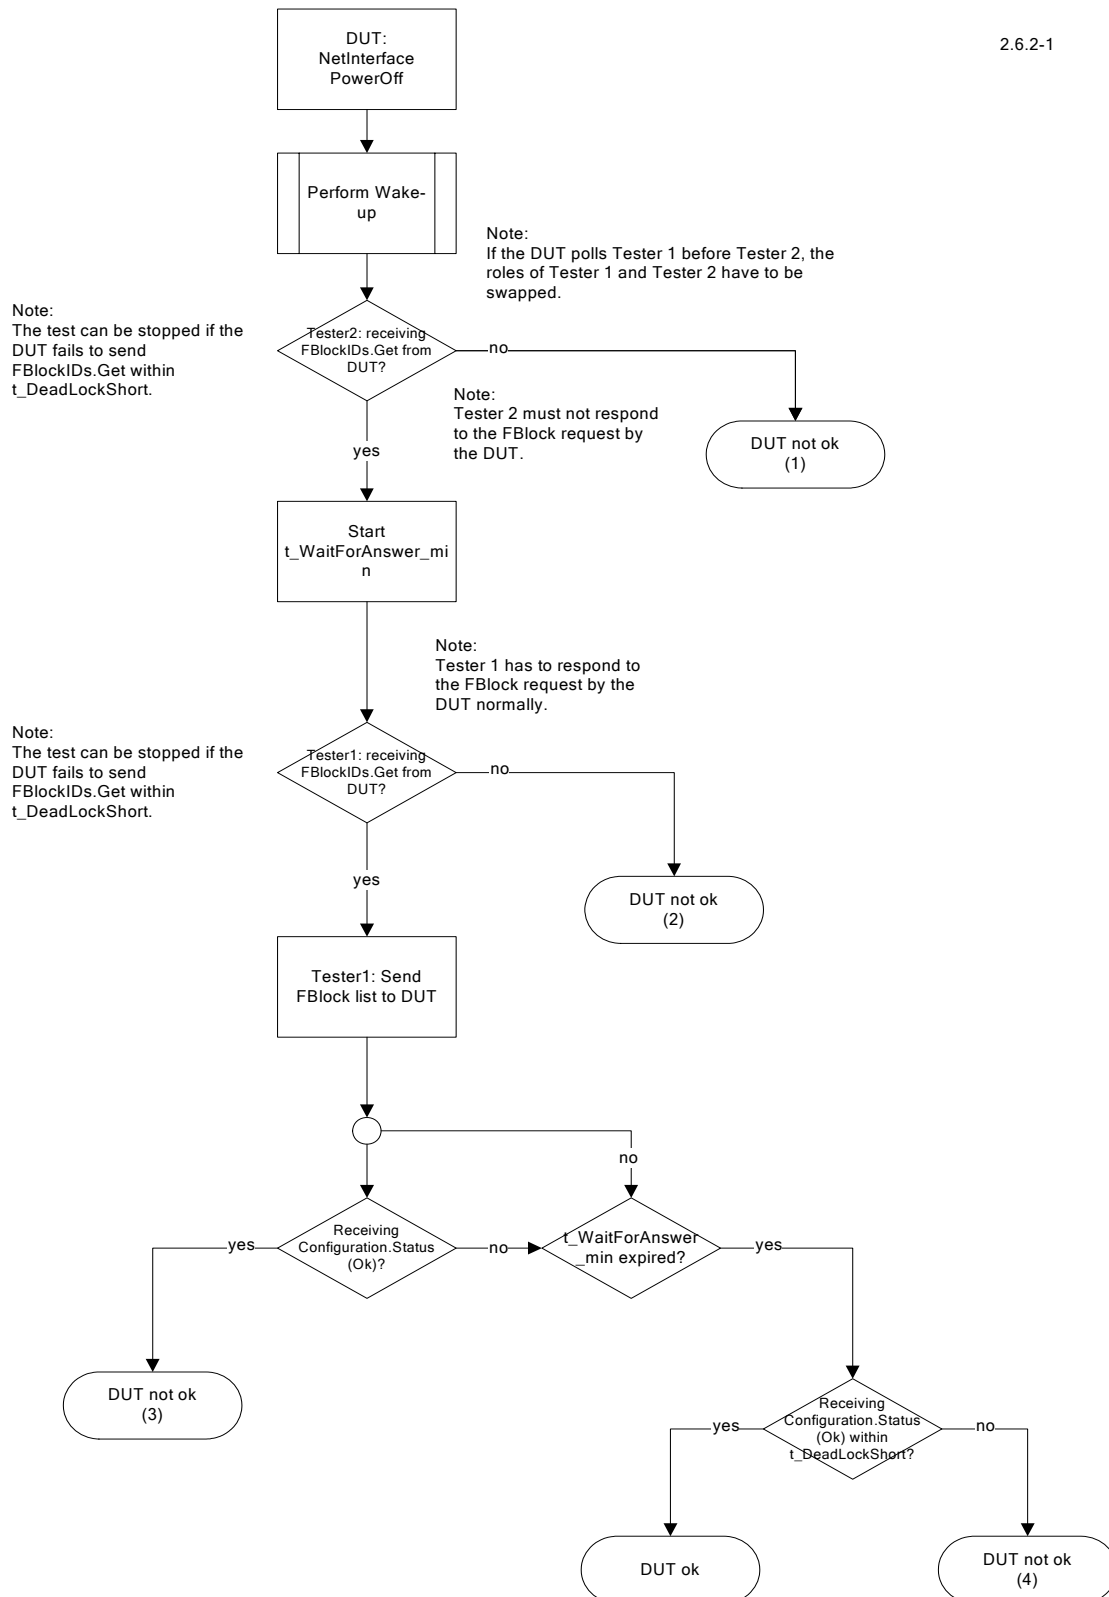 DUT:
NetInterface
PowerOff
2.6.2-1
Perform Wake-
up
Note:
If the DUT polls Tester 1 before Tester 2, the
roles of Tester 1 and Tester 2 have to be
swapped.
Note:
The test can be stopped if the
DUT fails to send
FBlockIDs.Get within
t_DeadLockShort.
Tester2: receiving
FBlockIDs.Get from
DUT?
no
Note:
Tester 2 must not respond
to the FBlock request by
the DUT.
DUT not ok
(1)
yes
Start
t_WaitForAnswer_mi
n
Note:
Tester 1 has to respond to
the FBlock request by the
DUT normally.
Note:
The test can be stopped if the
DUT fails to send
FBlockIDs.Get within
t_DeadLockShort.
Tester1: receiving
FBlockIDs.Get from
DUT?
no
yes
DUT not ok
(2)
Tester1: Send
FBlock list to DUT
no
yes
Receiving
Configuration.Status
(Ok)?
no
t_WaitForAnswer
_min expired?
yes
DUT not ok
(3)
yes
Receiving
Configuration.Status
(Ok) within
t_DeadLockShort?
no
DUT ok
DUT not ok
(4)